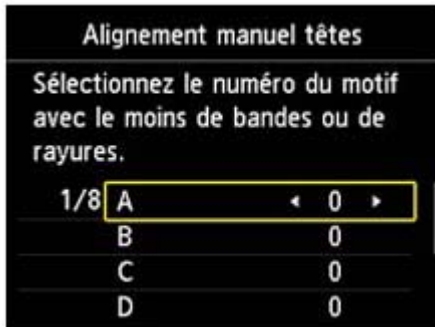 Alignement manuel têtes
Sélectionnez le numéro du motif
avec le moins de bandes ou de
rayures.
1/8 A 0
B 0
C 0
D 0